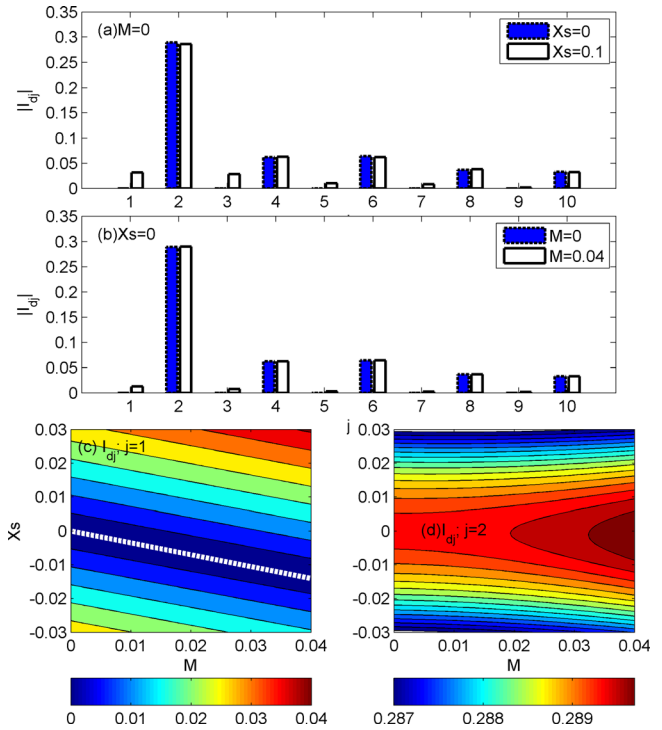 (a)M=0
Xs=0
Xs=0.1
|I_dj|
0.35
0.3
0.25
0.2
0.15
0.1
0.05
0
1 2 3 4 5 6 7 8 9 10
(b)Xs=0
M=0
M=0.04
|I_dj|
0.35
0.3
0.25
0.2
0.15
0.1
0.05
0
1 2 3 4 5 6 7 8 9 10
j
(c) I_dj; j=1
Xs
0.03
0.02
0.01
0
-0.01
-0.02
-0.03
0 0.01 0.02 0.03 0.04
M
0 0.01 0.02 0.03 0.04
(d)I_dj; j=2
0.03
0.02
0.01
0
-0.01
-0.02
-0.03
0 0.01 0.02 0.03 0.04
M
0.287 0.288 0.289